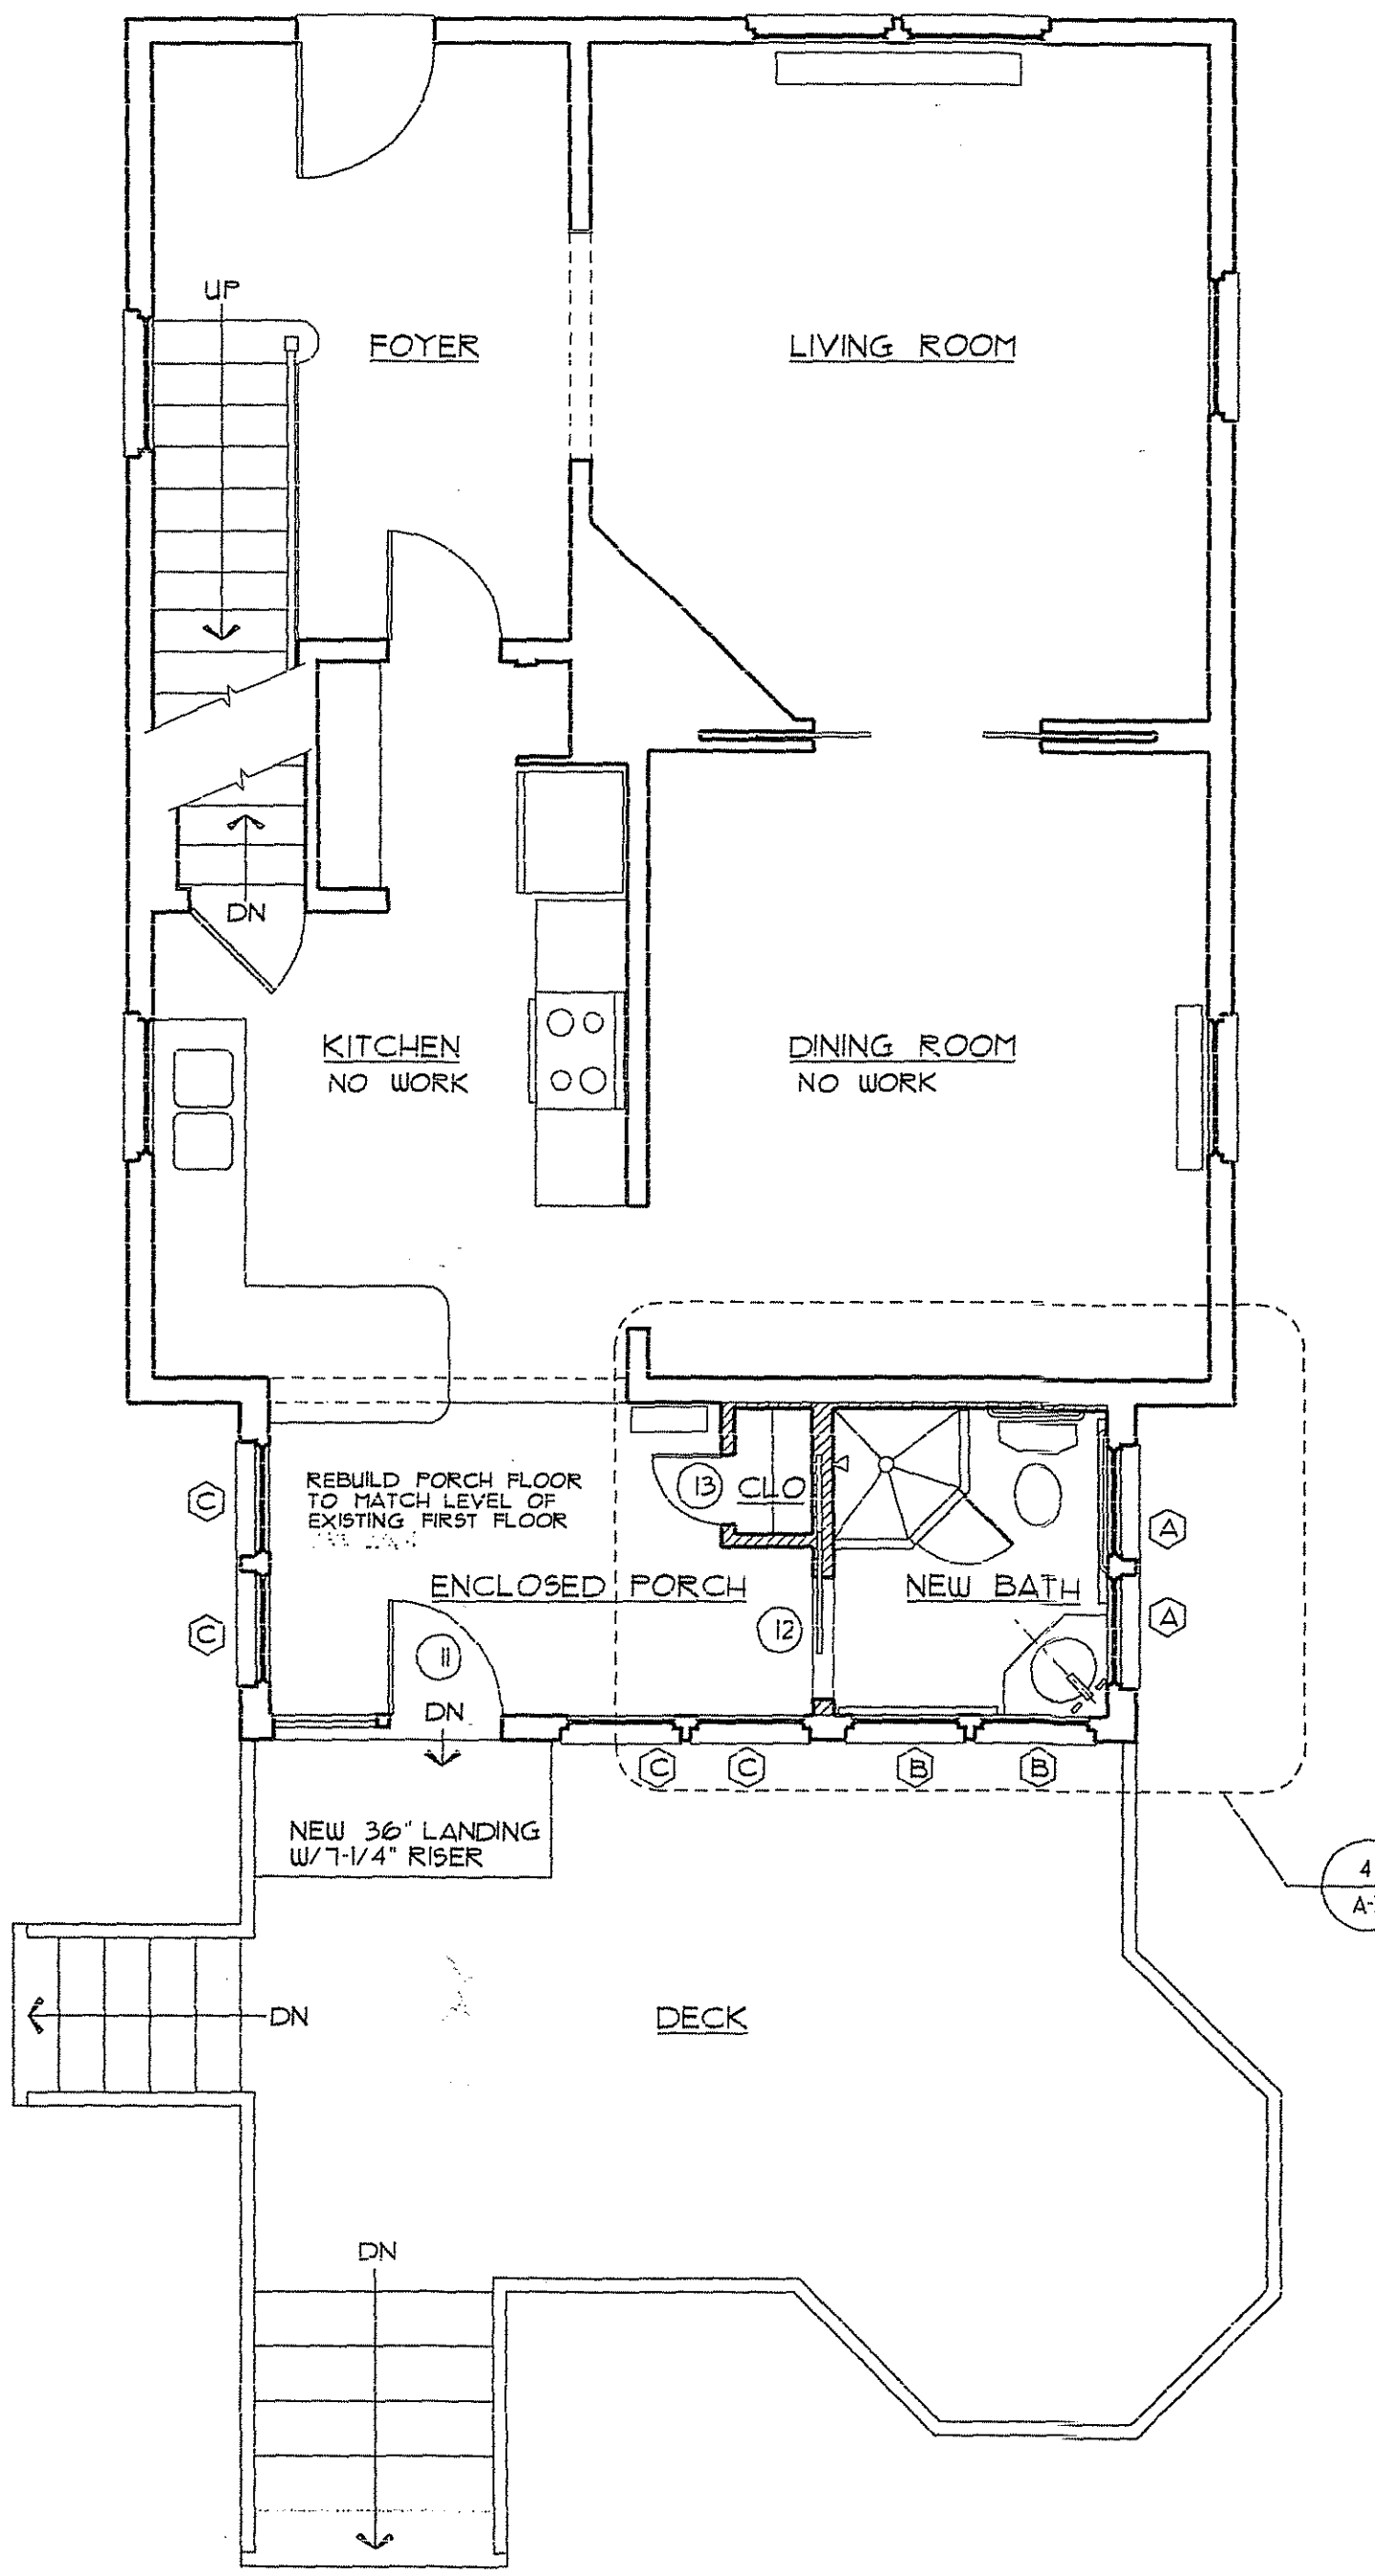 UP
FOYER
LIVING ROOM
DN
KITCHEN
NO WORK
DINING ROOM
NO WORK
REBUILD PORCH FLOOR
TO MATCH LEVEL OF
EXISTING FIRST FLOOR
13
CLO
C
A
ENCLOSED PORCH
NEW BATH
C
12
A
11
DN
C
C
B
B
NEW 36" LANDING
W/7-1/4" RISER
4
DN
DECK
DN